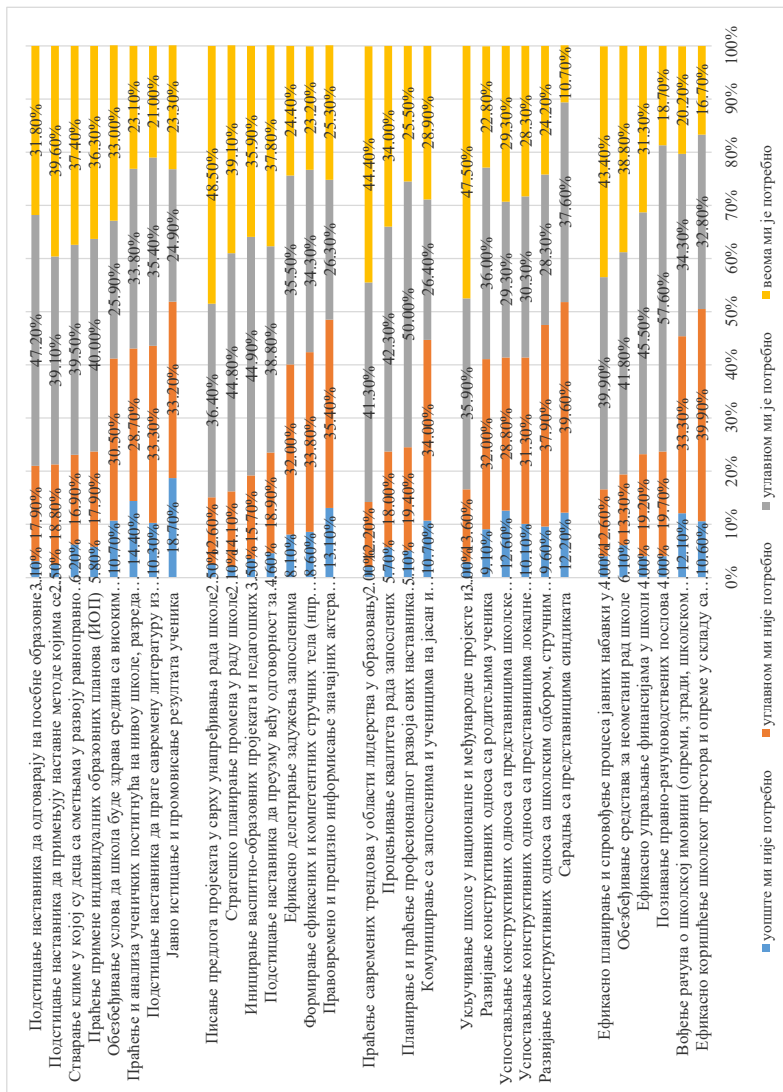 Подстицање наставника да одговарају на посебне образовне 3.10% 17.90% 47.20% 31.80%
Подстицање наставника да примењују наставне методе којима се 2.50% 18.80% 39.10% 39.60%
Стварање климе у којој су деца са сметњама у развоју равноправно… 6.20% 16.90% 39.50% 37.40%
Праћење примене индивидуалних образовних планова (ИОП) 5.80% 17.90% 40.00% 36.30%
Обезбеђивање услова да школа буде здрава средина са високим… 10.70% 30.50% 25.90% 33.00%
Праћење и анализа ученичких постигнућа на нивоу школе, разреда… 14.40% 28.70% 33.80% 23.10%
Подстицање наставника да прате савремену литературу из… 10.30% 33.30% 35.40% 21.00%
Јавно истицање и промовисање резултата ученика 18.70% 33.20% 24.90% 23.30%
Писање предлога пројеката у сврху унапређивања рада школе 2.50% 12.60% 36.40% 48.50%
Стратешко планирање промена у раду школе 2.10% 14.10% 44.80% 39.10%
Иницирање васпитно-образовних пројеката и педагошких… 3.50% 15.70% 44.90% 35.90%
Подстицање наставника да преузму већу одговорност за… 4.60% 18.90% 38.80% 37.80%
Ефикасно делегирање задужења запосленима 8.10% 32.00% 35.50% 24.40%
Формирање ефикасних и компетентних стручних тела (нпр… 8.60% 33.80% 34.30% 23.20%
Правовремено и прецизно информисање значајних актера… 13.10% 35.40% 26.30% 25.30%
Праћење савремених трендова у области лидерства у образовању 2.00% 12.20% 41.30% 44.40%
Процењивање квалитета рада запослених 5.70% 18.00% 42.30% 34.00%
Планирање и праћење професионалног развоја својих наставника 5.10% 19.40% 50.00% 25.50%
Комуницирање са запосленима и ученицима на јасан и… 10.70% 34.00% 26.40% 28.90%
Укључивање школе у националне и међународне пројекте и 3.00% 13.60% 35.90% 47.50%
Развијање конструктивних односа са родитељима ученика 9.10% 32.00% 36.00% 22.80%
Успостављање конструктивних односа са представницима школске… 12.60% 28.80% 29.30% 29.30%
Успостављање конструктивних односа са представницима локалне… 10.10% 31.30% 30.30% 28.30%
Развијање конструктивних односа са школским одбором, стручним… 9.60% 37.90% 28.30% 24.20%
Сарадња са представницима синдиката 12.20% 39.60% 37.60% 10.70%
Ефикасно планирање и спровођење процеса јавних набавки у 4.00% 12.60% 39.90% 43.40%
Обезбеђивање средстава за неометани рад школе 6.10% 13.30% 41.80% 38.80%
Ефикасно управљање финансијама у школи 4.00% 19.20% 45.50% 31.30%
Познавање правно-рачуноводствених послова 4.00% 19.70% 57.60% 18.70%
Вођење рачуна о школској имовини (опреми, згради, школском… 12.10% 33.30% 34.30% 20.20%
Ефикасно коришћење школског простора и опреме у складу са… 10.60% 39.90% 32.80% 16.70%
0% 10% 20% 30% 40% 50% 60% 70% 80% 90% 100%
уопште ми није потребно углавном ми није потребно углавном ми је потребно веома ми је потребно